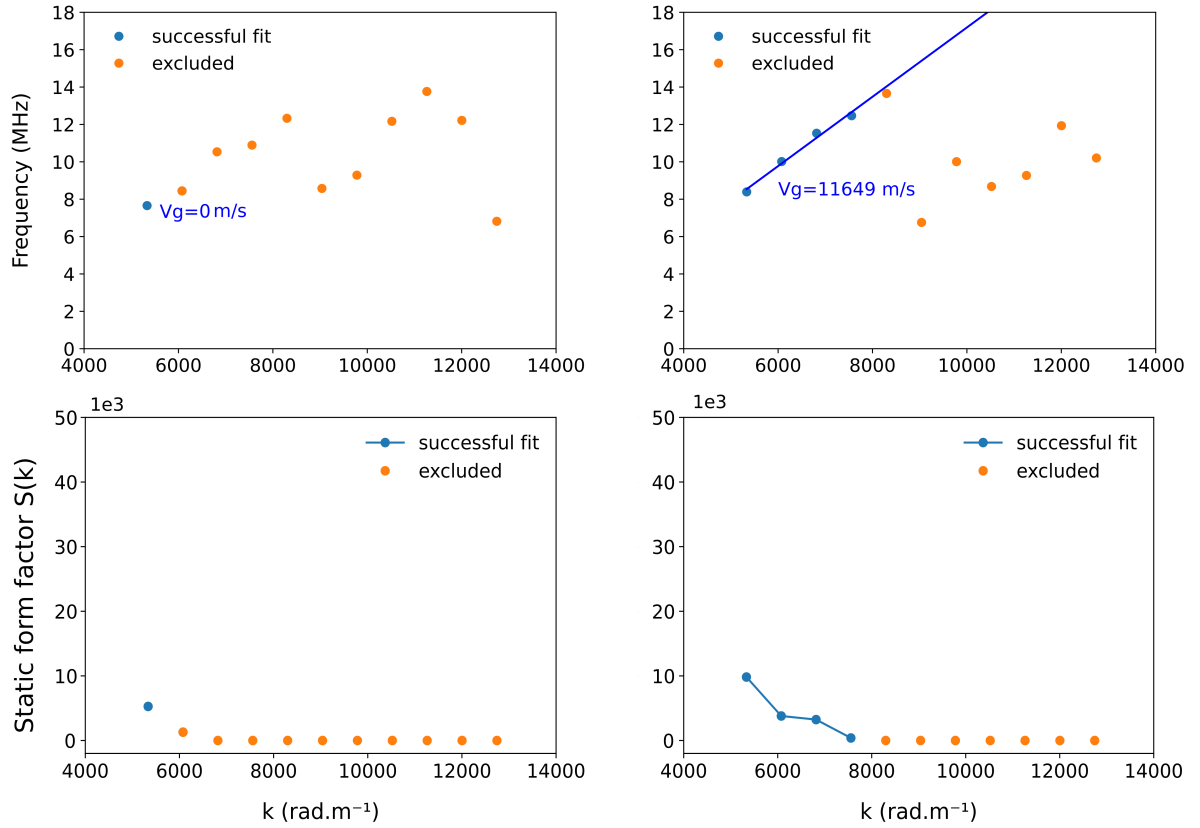 18
16
14
12
10
8
6
4
2
0
Frequency (MHz)
successful fit
excluded
Vg=0 m/s
4000 6000 8000 10000 12000 14000
18
16
14
12
10
8
6
4
2
0
successful fit
excluded
Vg=11649 m/s
4000 6000 8000 10000 12000 14000
1e3
50
40
30
20
10
0
Static form factor S(k)
successful fit
excluded
4000 6000 8000 10000 12000 14000
k (rad.m⁻¹)
1e3
50
40
30
20
10
0
successful fit
excluded
4000 6000 8000 10000 12000 14000
k (rad.m⁻¹)